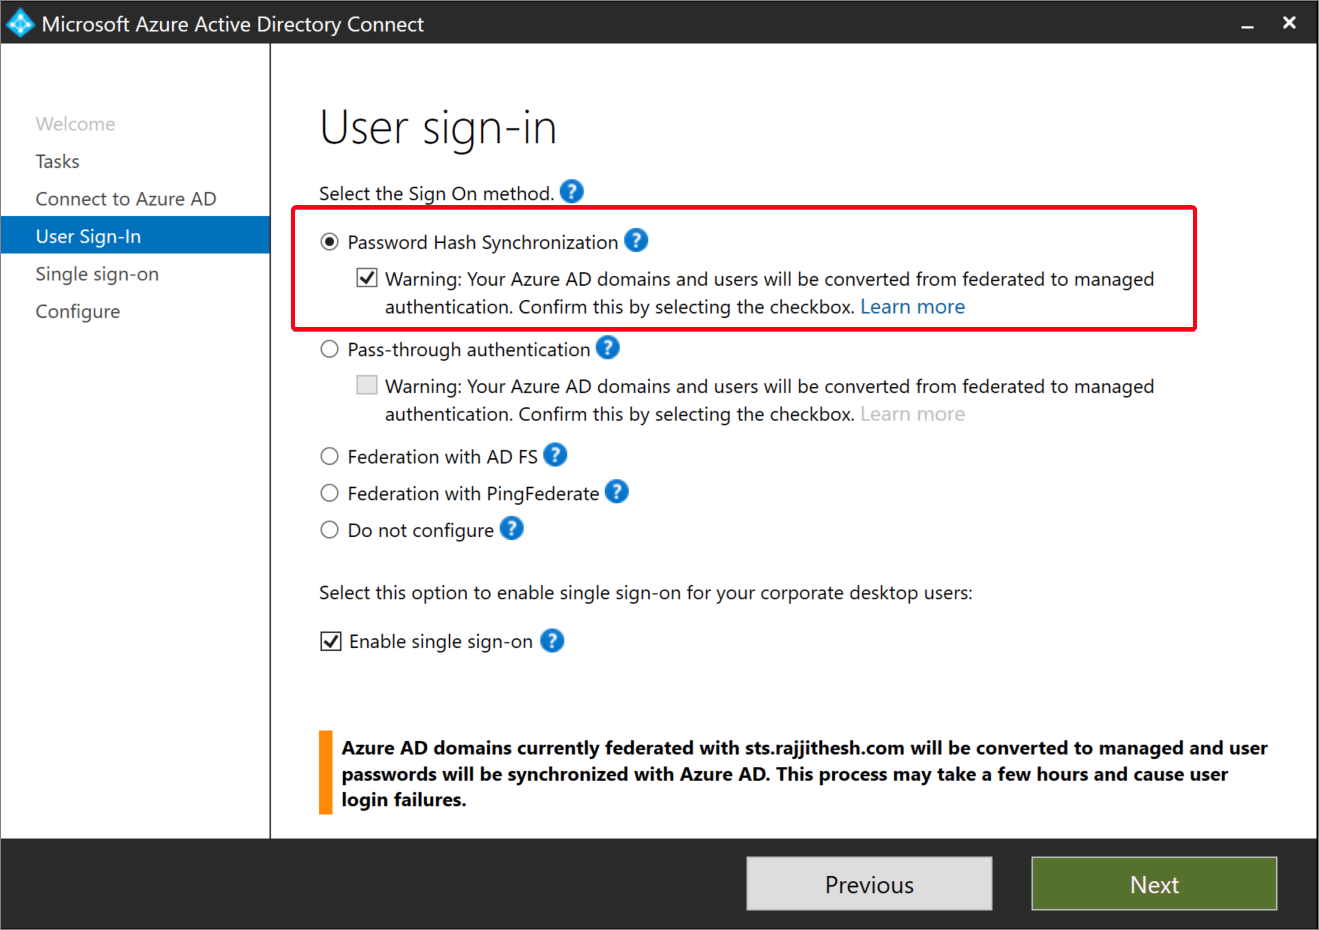 Microsoft Azure Active Directory Connect
Welcome
Tasks
Connect to Azure AD
User Sign-In
Single sign-on
Configure
User sign-in
Select the Sign On method. ?
Password Hash Synchronization ?
Warning: Your Azure AD domains and users will be converted from federated to managed
authentication. Confirm this by selecting the checkbox. Learn more
Pass-through authentication ?
Warning: Your Azure AD domains and users will be converted from federated to managed
authentication. Confirm this by selecting the checkbox. Learn more
Federation with AD FS ?
Federation with PingFederate ?
Do not configure ?
Select this option to enable single sign-on for your corporate desktop users:
Enable single sign-on ?
Azure AD domains currently federated with sts.rajjithesh.com will be converted to managed and user
passwords will be synchronized with Azure AD. This process may take a few hours and cause user
login failures.
Previous
Next